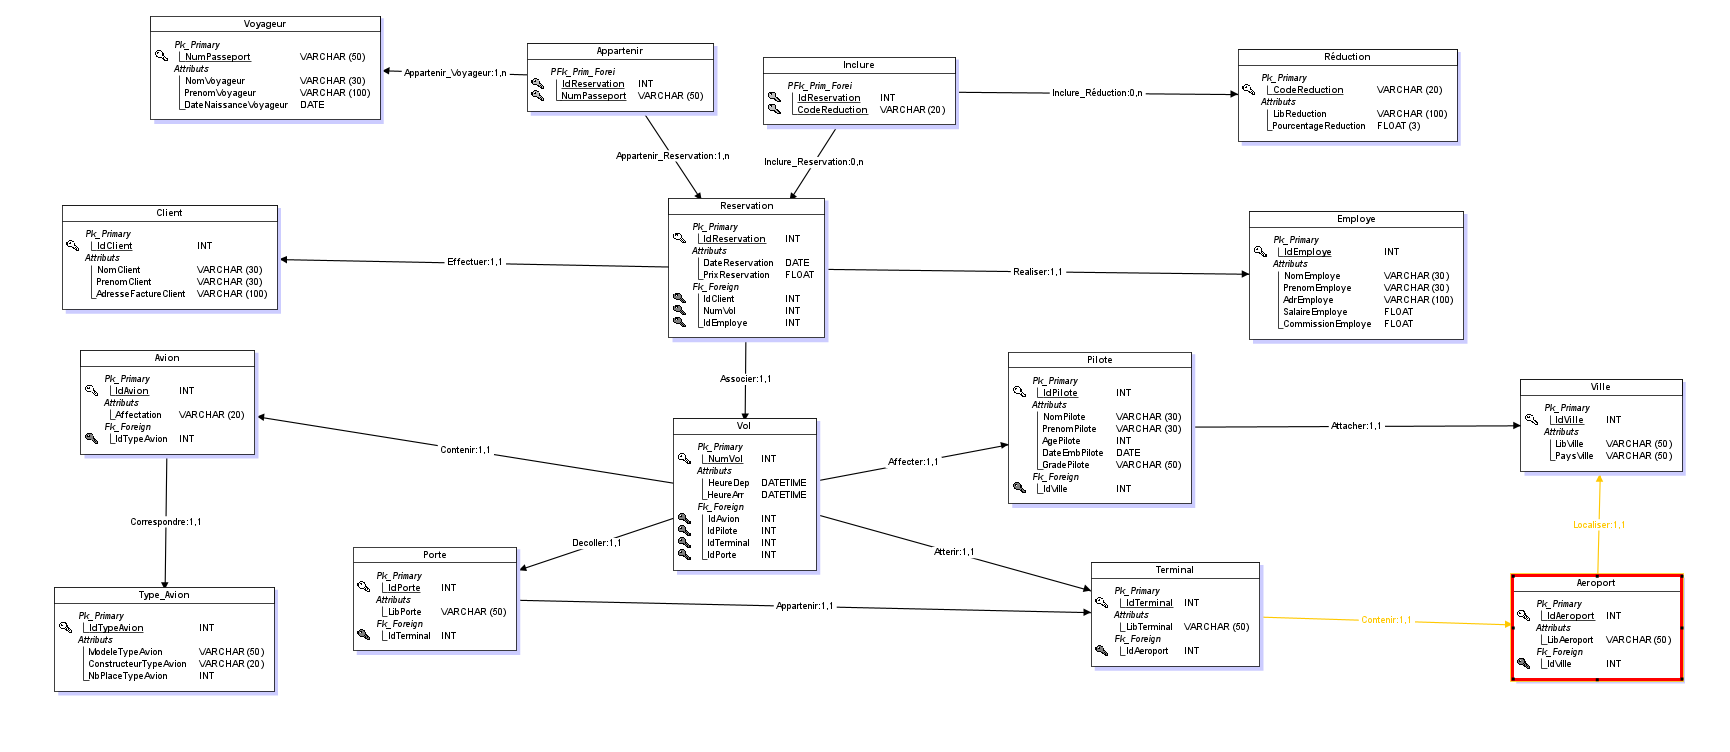 Voyageur
Pk_Primary
NumPasseport VARCHAR (50)
Attributs
NomVoyageur VARCHAR (30)
PrenomVoyageur VARCHAR (100)
DateNaissanceVoyageur DATE
Appartenir_Voyageur:1,n
Appartenir
PFk_Prim_Forei
IdReservation INT
NumPasseport VARCHAR (50)
Inclure
PFk_Prim_Forei
IdReservation INT
CodeReduction VARCHAR (20)
Inclure_Réduction:0,n
Réduction
Pk_Primary
CodeReduction VARCHAR (20)
Attributs
LibReduction VARCHAR (100)
PourcentageReduction FLOAT (3)
Appartenir_Reservation:1,n
Inclure_Reservation:0,n
Client
Pk_Primary
IdClient INT
Attributs
NomClient VARCHAR (30)
PrenomClient VARCHAR (30)
AdresseFactureClient VARCHAR (100)
Effectuer:1,1
Reservation
Pk_Primary
IdReservation INT
Attributs
DateReservation DATE
PrixReservation FLOAT
Fk_Foreign
IdClient INT
NumVol INT
IdEmploye INT
Realiser:1,1
Employe
Pk_Primary
IdEmploye INT
Attributs
NomEmploye VARCHAR (30)
PrenomEmploye VARCHAR (30)
AdrEmploye VARCHAR (100)
SalaireEmploye FLOAT
CommissionEmploye FLOAT
Avion
Pk_Primary
IdAvion INT
Attributs
Affectation VARCHAR (20)
Fk_Foreign
IdTypeAvion INT
Associer:1,1
Contenir:1,1
Vol
Pk_Primary
NumVol INT
Attributs
HeureDep DATETIME
HeureArr DATETIME
Fk_Foreign
IdAvion INT
IdPilote INT
IdTerminal INT
IdPorte INT
Affecter:1,1
Pilote
Pk_Primary
IdPilote INT
Attributs
NomPilote VARCHAR (30)
PrenomPilote VARCHAR (30)
AgePilote INT
DateEmbPilote DATE
GradePilote VARCHAR (50)
Fk_Foreign
IdVille INT
Attacher:1,1
Ville
Pk_Primary
IdVille INT
Attributs
LibVille VARCHAR (50)
PaysVille VARCHAR (50)
Correspondre:1,1
Decoller:1,1
Atterir:1,1
Localiser:1,1
Type_Avion
Pk_Primary
IdTypeAvion INT
Attributs
ModeleTypeAvion VARCHAR (50)
ConstructeurTypeAvion VARCHAR (20)
NbPlaceTypeAvion INT
Porte
Pk_Primary
IdPorte INT
Attributs
LibPorte VARCHAR (50)
Fk_Foreign
IdTerminal INT
Appartenir:1,1
Terminal
Pk_Primary
IdTerminal INT
Attributs
LibTerminal VARCHAR (50)
Fk_Foreign
IdAeroport INT
Contenir:1,1
Aeroport
Pk_Primary
IdAeroport INT
Attributs
LibAeroport VARCHAR (50)
Fk_Foreign
IdVille INT